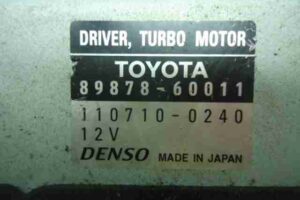 DRIVER, TURBO MOTOR
TOYOTA
89878-60011
110710-0240
12V
DENSO MADE IN JAPAN